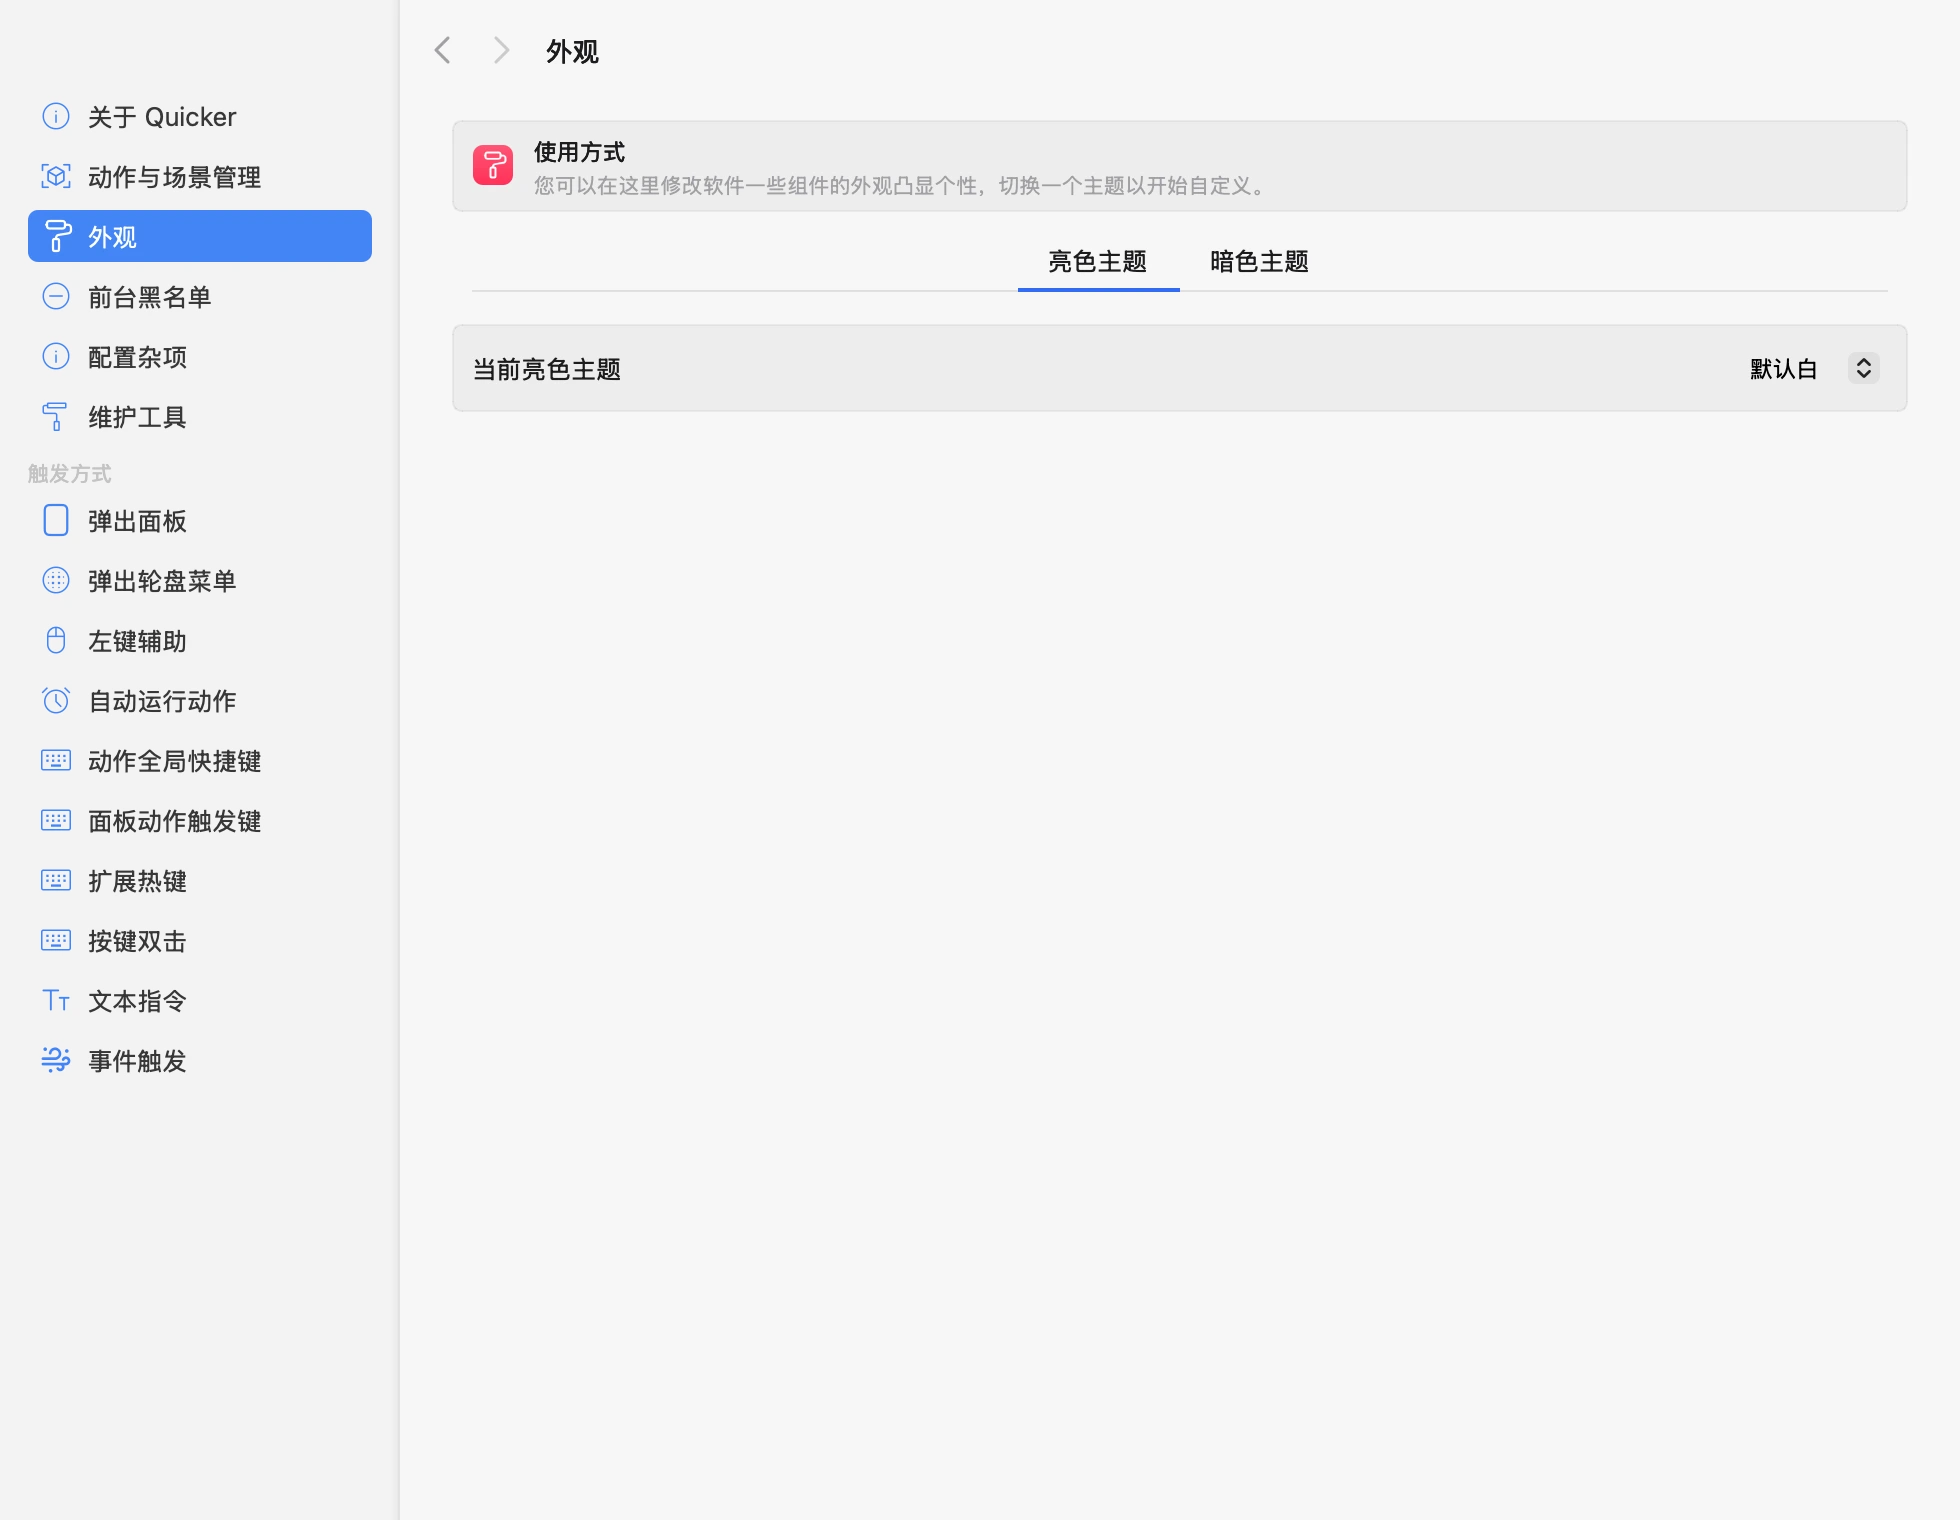 关于 Quicker
动作与场景管理
外观
前台黑名单
配置杂项
维护工具
触发方式
弹出面板
弹出轮盘菜单
左键辅助
自动运行动作
动作全局快捷键
面板动作触发键
扩展热键
按键双击
文本指令
事件触发
外观
使用方式
您可以在这里修改软件一些组件的外观凸显个性，切换一个主题以开始自定义。
亮色主题 暗色主题
当前亮色主题 默认白